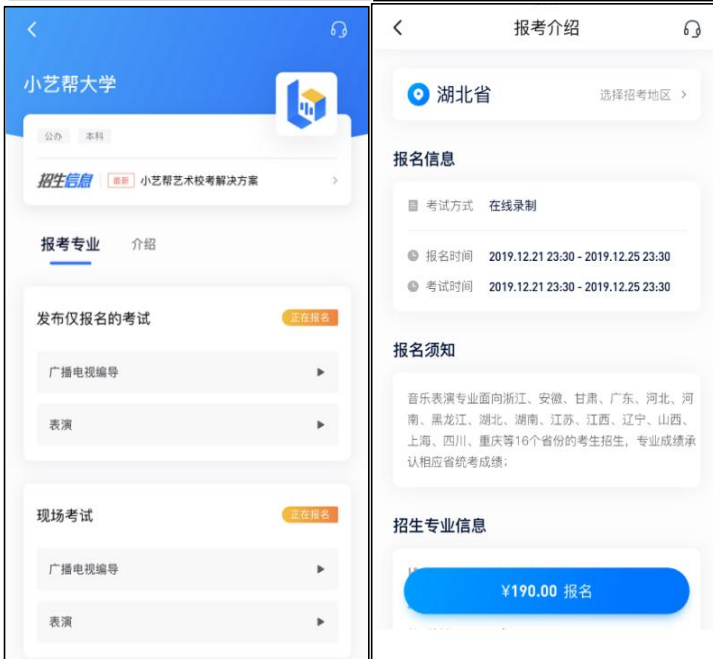 小艺帮大学
公办 本科
招生信息 最新 小艺帮艺术校考解决方案
报考专业 介绍
发布仅报名的考试 正在报名
广播电视编导
表演
现场考试 正在报名
广播电视编导
表演
报考介绍
湖北省 选择招考地区
报名信息
考试方式 在线录制
报名时间 2019.12.21 23:30 - 2019.12.25 23:30
考试时间 2019.12.21 23:30 - 2019.12.25 23:30
报名须知
音乐表演专业面向浙江、安徽、甘肃、广东、河北、河
南、黑龙江、湖北、湖南、江苏、江西、辽宁、山西、
上海、四川、重庆等16个省份的考生招生，专业成绩承
认相应省统考成绩；
招生专业信息
¥190.00 报名